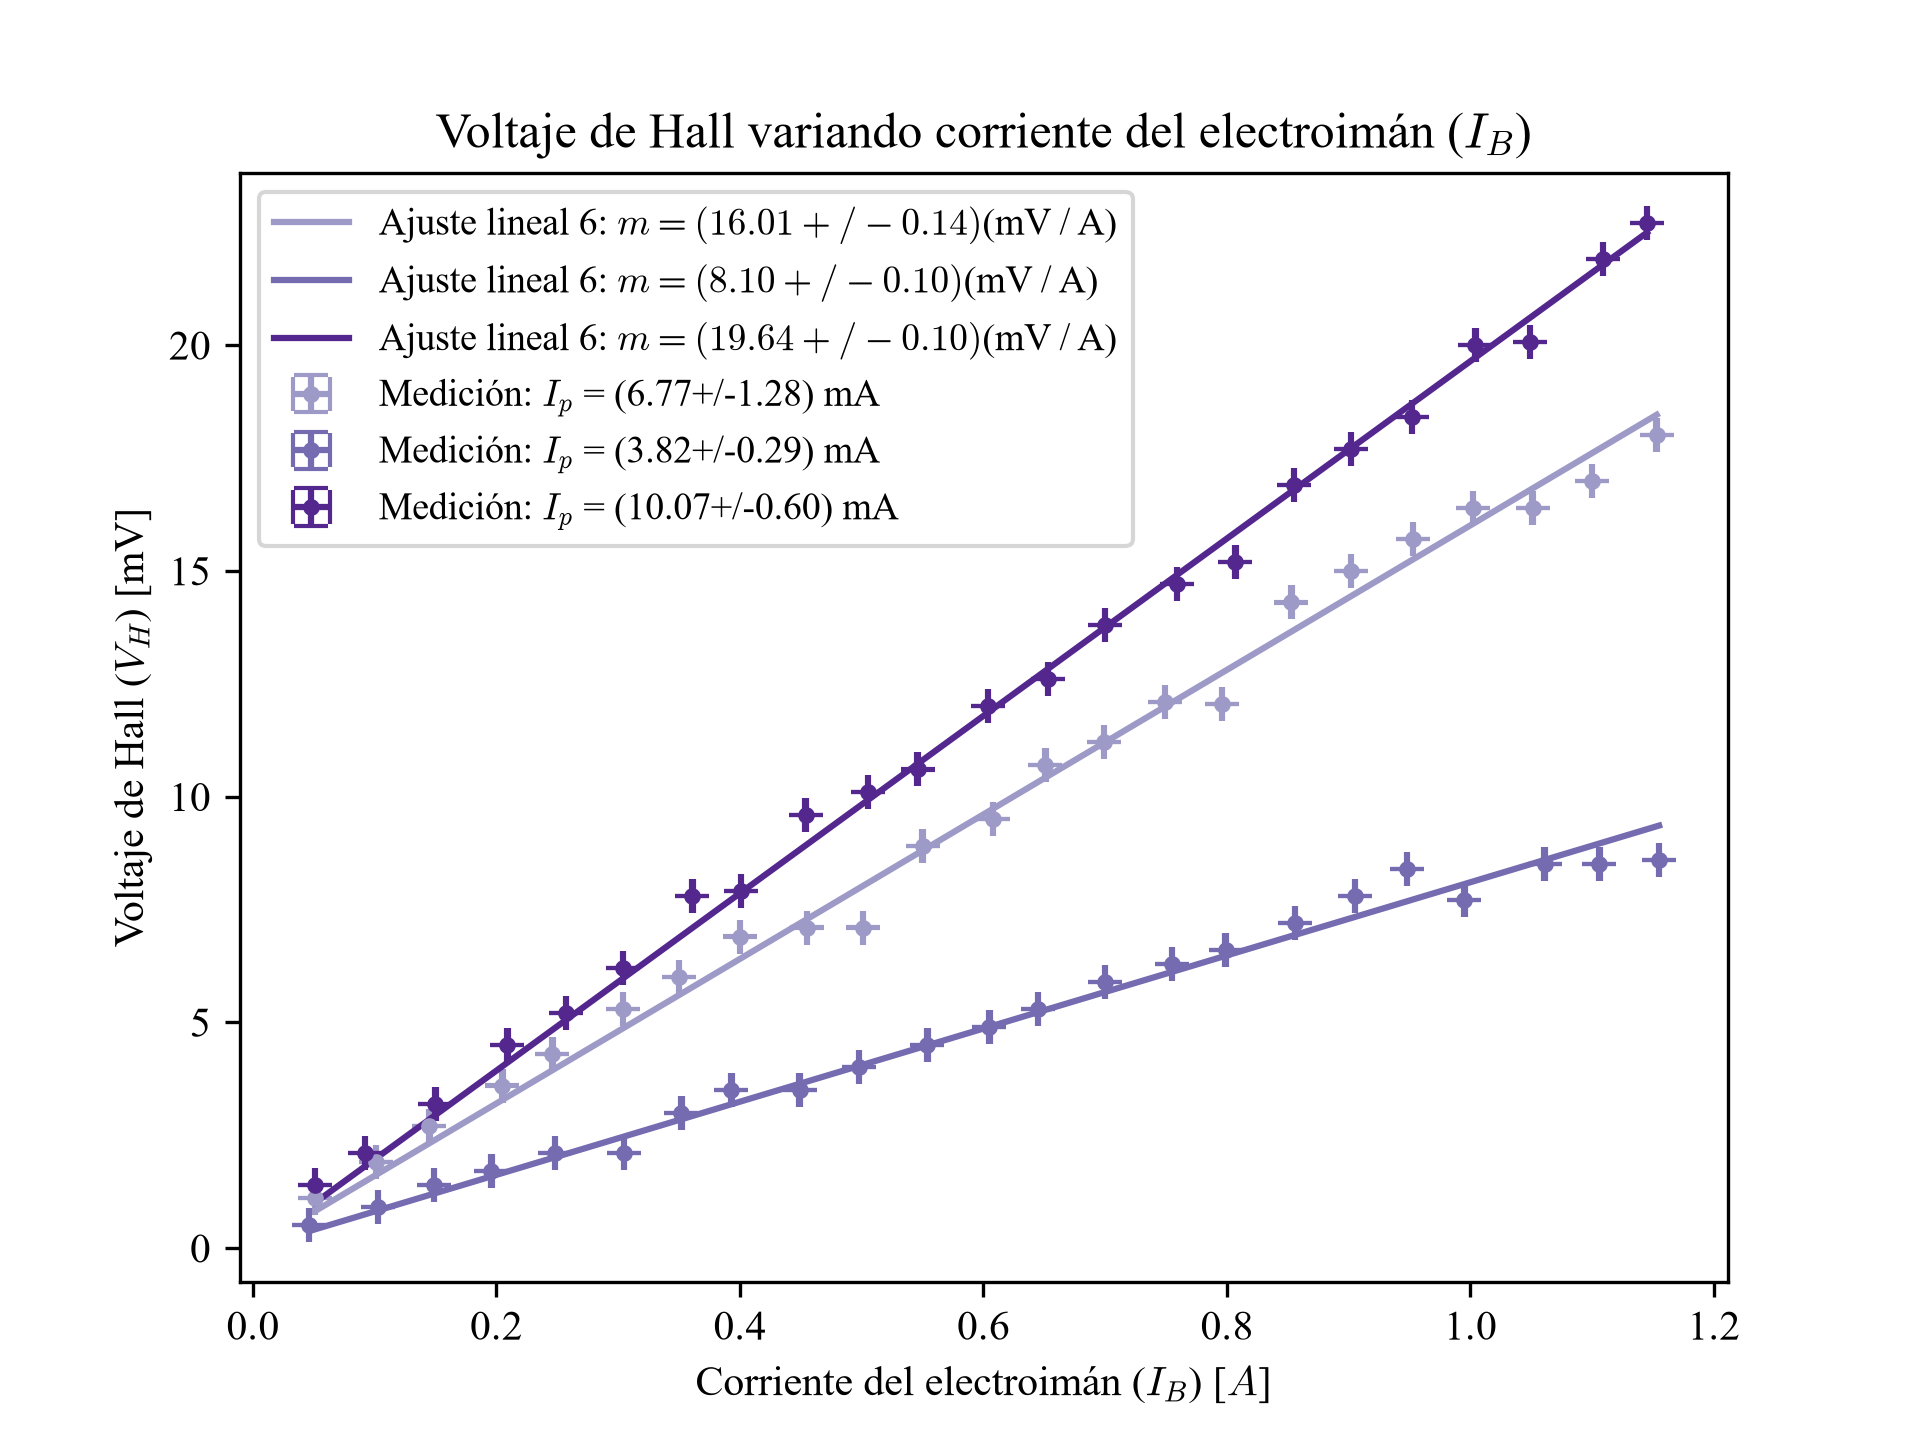 Voltaje de Hall variando corriente del electroimán (I_B)
Ajuste lineal 6: m = (16.01 + / − 0.14)(mV / A)
Ajuste lineal 6: m = (8.10 + / − 0.10)(mV / A)
Ajuste lineal 6: m = (19.64 + / − 0.10)(mV / A)
Medición: I_p = (6.77+/-1.28) mA
Medición: I_p = (3.82+/-0.29) mA
Medición: I_p = (10.07+/-0.60) mA
Voltaje de Hall (V_H) [mV]
20
15
10
5
0
0.0 0.2 0.4 0.6 0.8 1.0 1.2
Corriente del electroimán (I_B) [A]